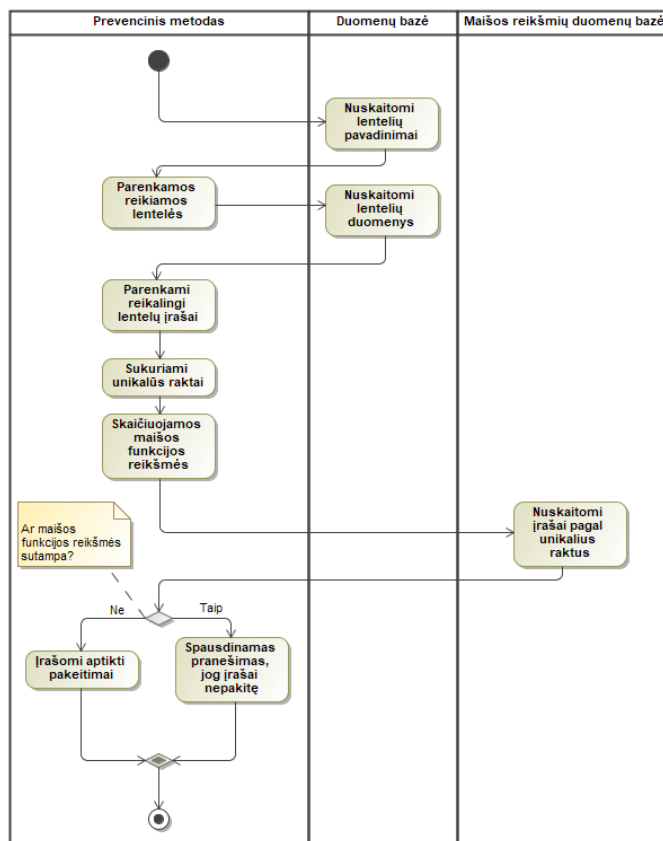 Prevencinis metodas
Duomenų bazė
Maišos reikšmių duomenų bazė
Nuskaitomi
lentelių
pavadinimai
Parenkamos
reikiamos
lentelės
Nuskaitomi
lentelių
duomenys
Parenkami
reikalingi
lentelų įrašai
Sukuriami
unikalūs raktai
Skaičiuojamos
maišos
funkcijos
reikšmės
Nuskaitomi
įrašai pagal
unikalius
raktus
Ar maišos
funkcijos reikšmės
sutampa?
Ne
Taip
Įrašomi aptikti
pakeitimai
Spausdinamas
pranešimas,
jog įrašai
nepakitę